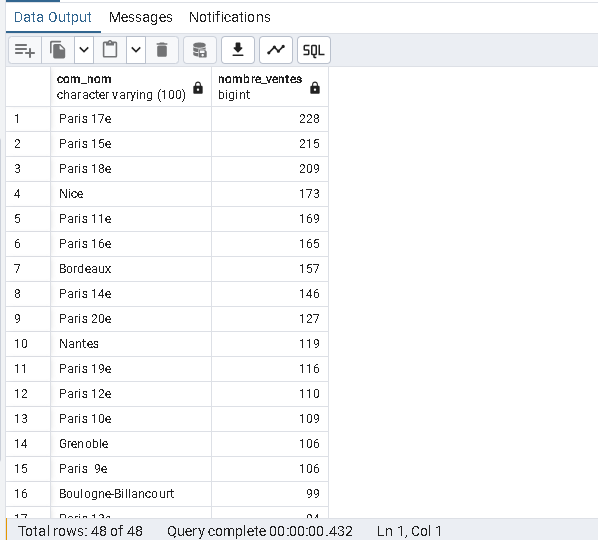 Data Output Messages Notifications
SQL
com_nom nombre_ventes
character varying (100) bigint
1 Paris 17e 228
2 Paris 15e 215
3 Paris 18e 209
4 Nice 173
5 Paris 11e 169
6 Paris 16e 165
7 Bordeaux 157
8 Paris 14e 146
9 Paris 20e 127
10 Nantes 119
11 Paris 19e 116
12 Paris 12e 110
13 Paris 10e 109
14 Grenoble 106
15 Paris  9e 106
16 Boulogne-Billancourt 99
Total rows: 48 of 48 Query complete 00:00:00.432 Ln 1, Col 1